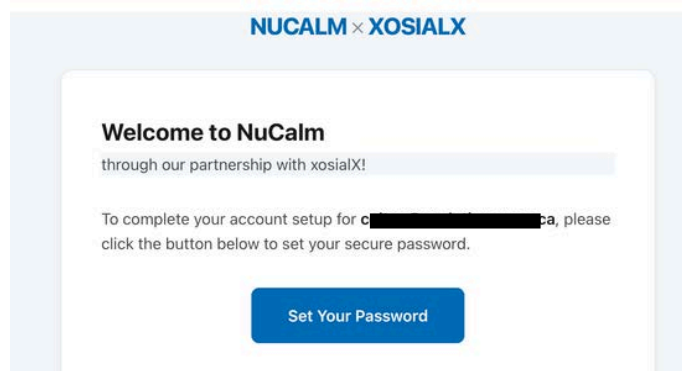 NUCALM × XOSIALX
Welcome to NuCalm
through our partnership with xosialX!
To complete your account setup for c ca, please
click the button below to set your secure password.
Set Your Password